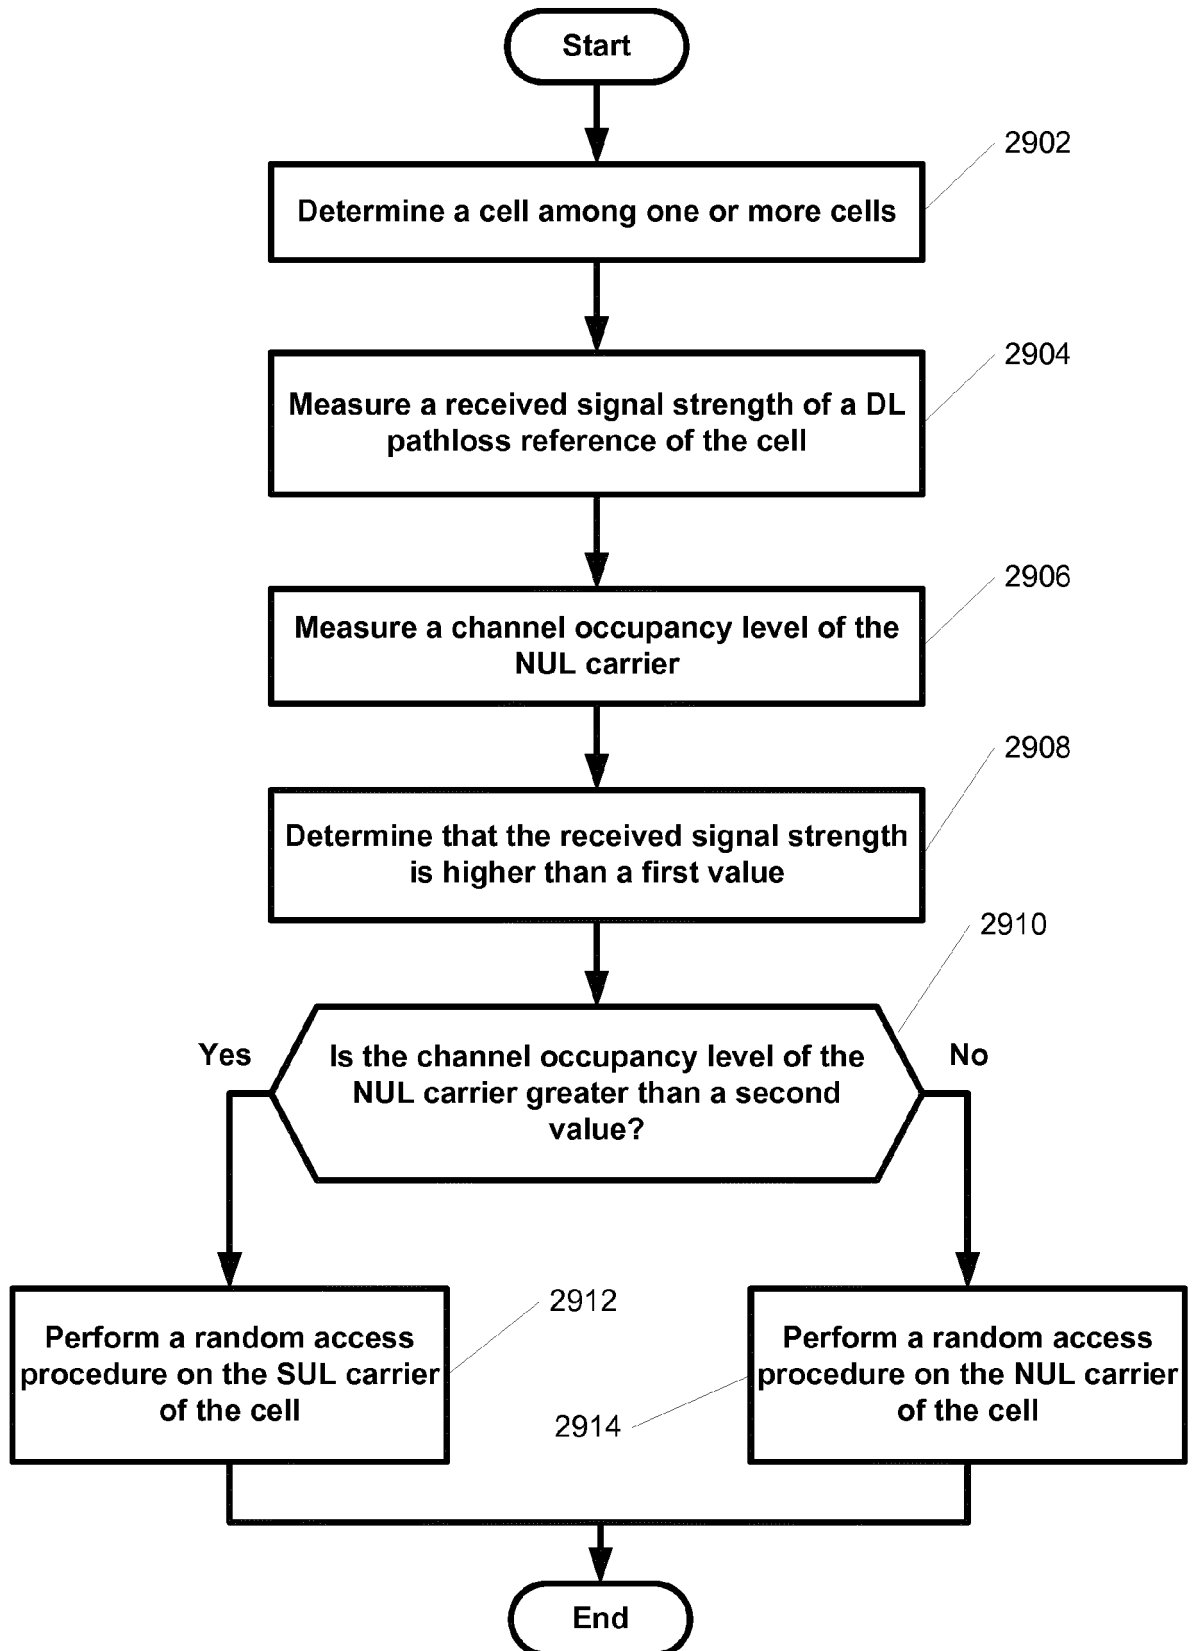 Start
2902
Determine a cell among one or more cells
2904
Measure a received signal strength of a DL
pathloss reference of the cell
2906
Measure a channel occupancy level of the
NUL carrier
2908
Determine that the received signal strength
is higher than a first value
2910
Yes
Is the channel occupancy level of the
NUL carrier greater than a second
value?
No
2912
Perform a random access
procedure on the SUL carrier
of the cell
2914
Perform a random access
procedure on the NUL carrier
of the cell
End